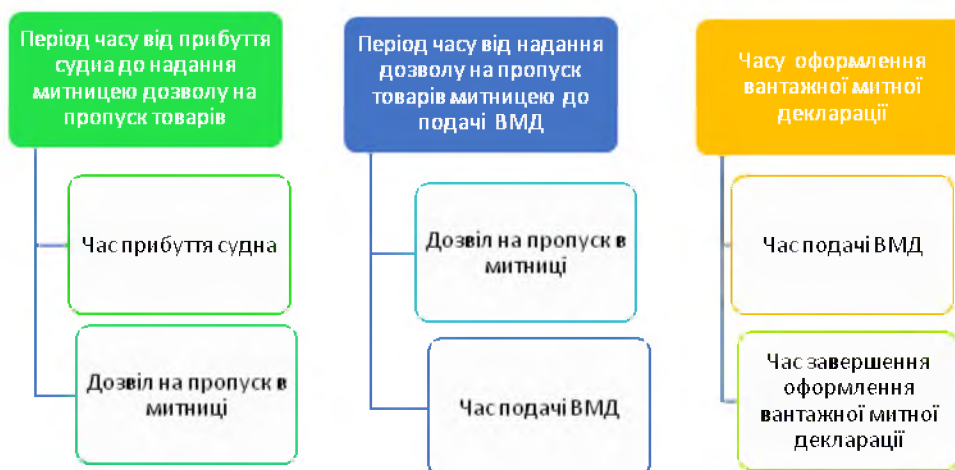 Період часу від прибуття
судна до надання
митницею дозволу на
пропуск товарів
Час прибуття судна
Дозвіл на пропуск в
митниці
Період часу від надання
дозволу на пропуск
товарів митницею до
подачі ВМД
Дозвіл на пропуск в
митниці
Час подачі ВМД
Часу оформлення
вантажної митної
декларації
Час подачі ВМД
Час завершення
оформлення
вантажної митної
декларації